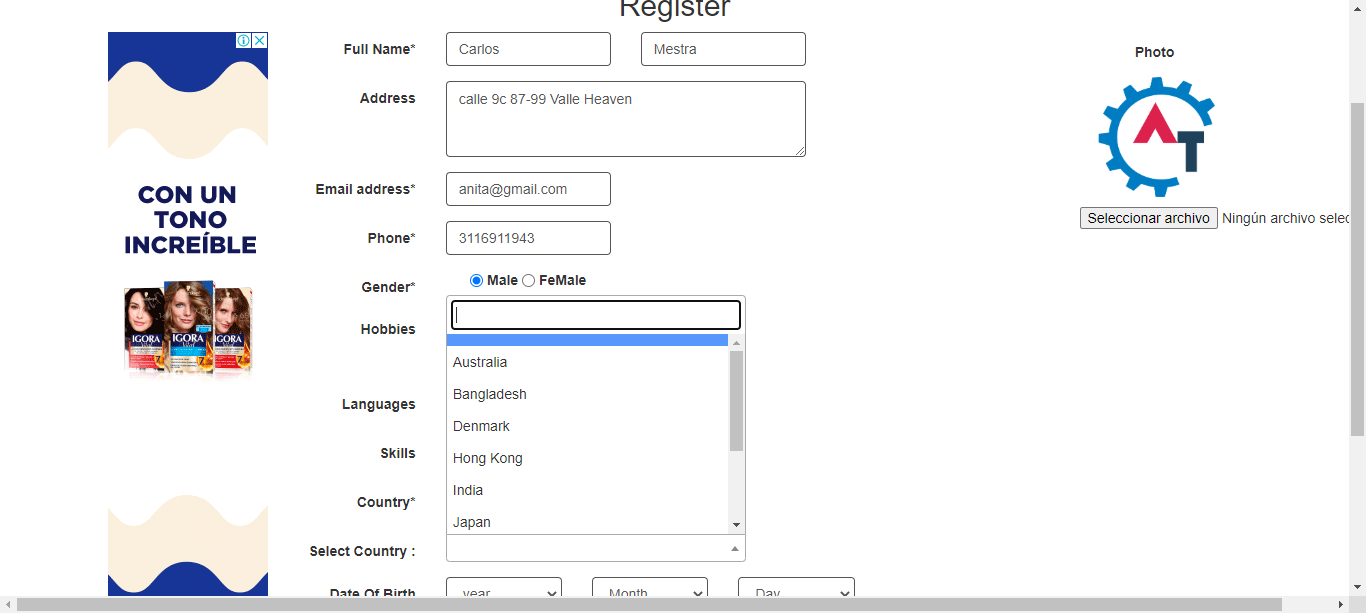 Register
Full Name*
Carlos
Mestra
Address
calle 9c 87-99 Valle Heaven
Email address*
anita@gmail.com
Phone*
3116911943
Gender*
Male FeMale
Hobbies
Languages
Skills
Country*
Australia
Bangladesh
Denmark
Hong Kong
India
Japan
Select Country :
Date Of Birth
year
Month
Day
Photo
AT
Seleccionar archivo Ningún archivo selec
CON UN
TONO
INCREÍBLE
IGORA
IGORA
IGORA